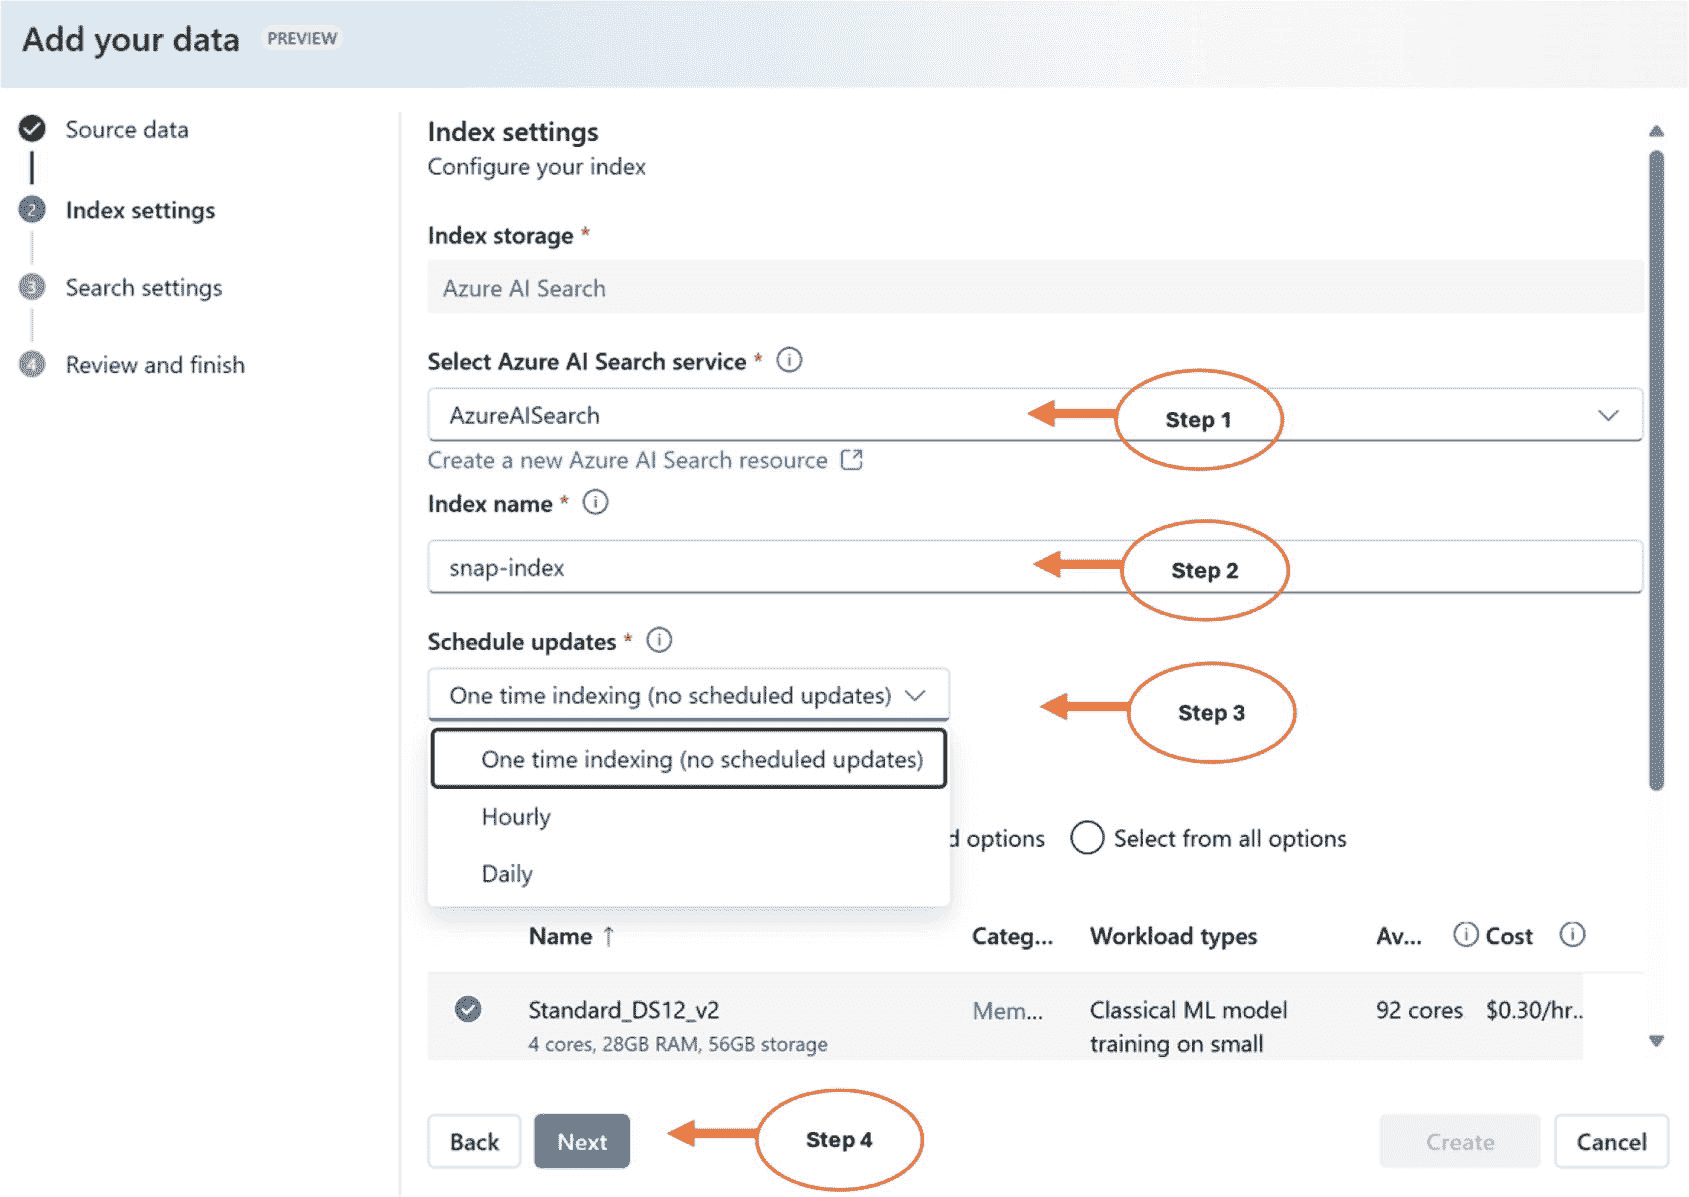 Add your data PREVIEW
Source data
2 Index settings
3 Search settings
4 Review and finish
Index settings
Configure your index
Index storage *
Azure AI Search
Select Azure AI Search service *
AzureAISearch
Step 1
Create a new Azure AI Search resource
Index name *
snap-index
Step 2
Schedule updates *
One time indexing (no scheduled updates)
Step 3
One time indexing (no scheduled updates)
Hourly
options Select from all options
Daily
Name ↑ Categ... Workload types Av... Cost
Standard_DS12_v2 Mem... Classical ML model 92 cores $0.30/hr..
4 cores, 28GB RAM, 56GB storage training on small
Back Next Step 4 Create Cancel